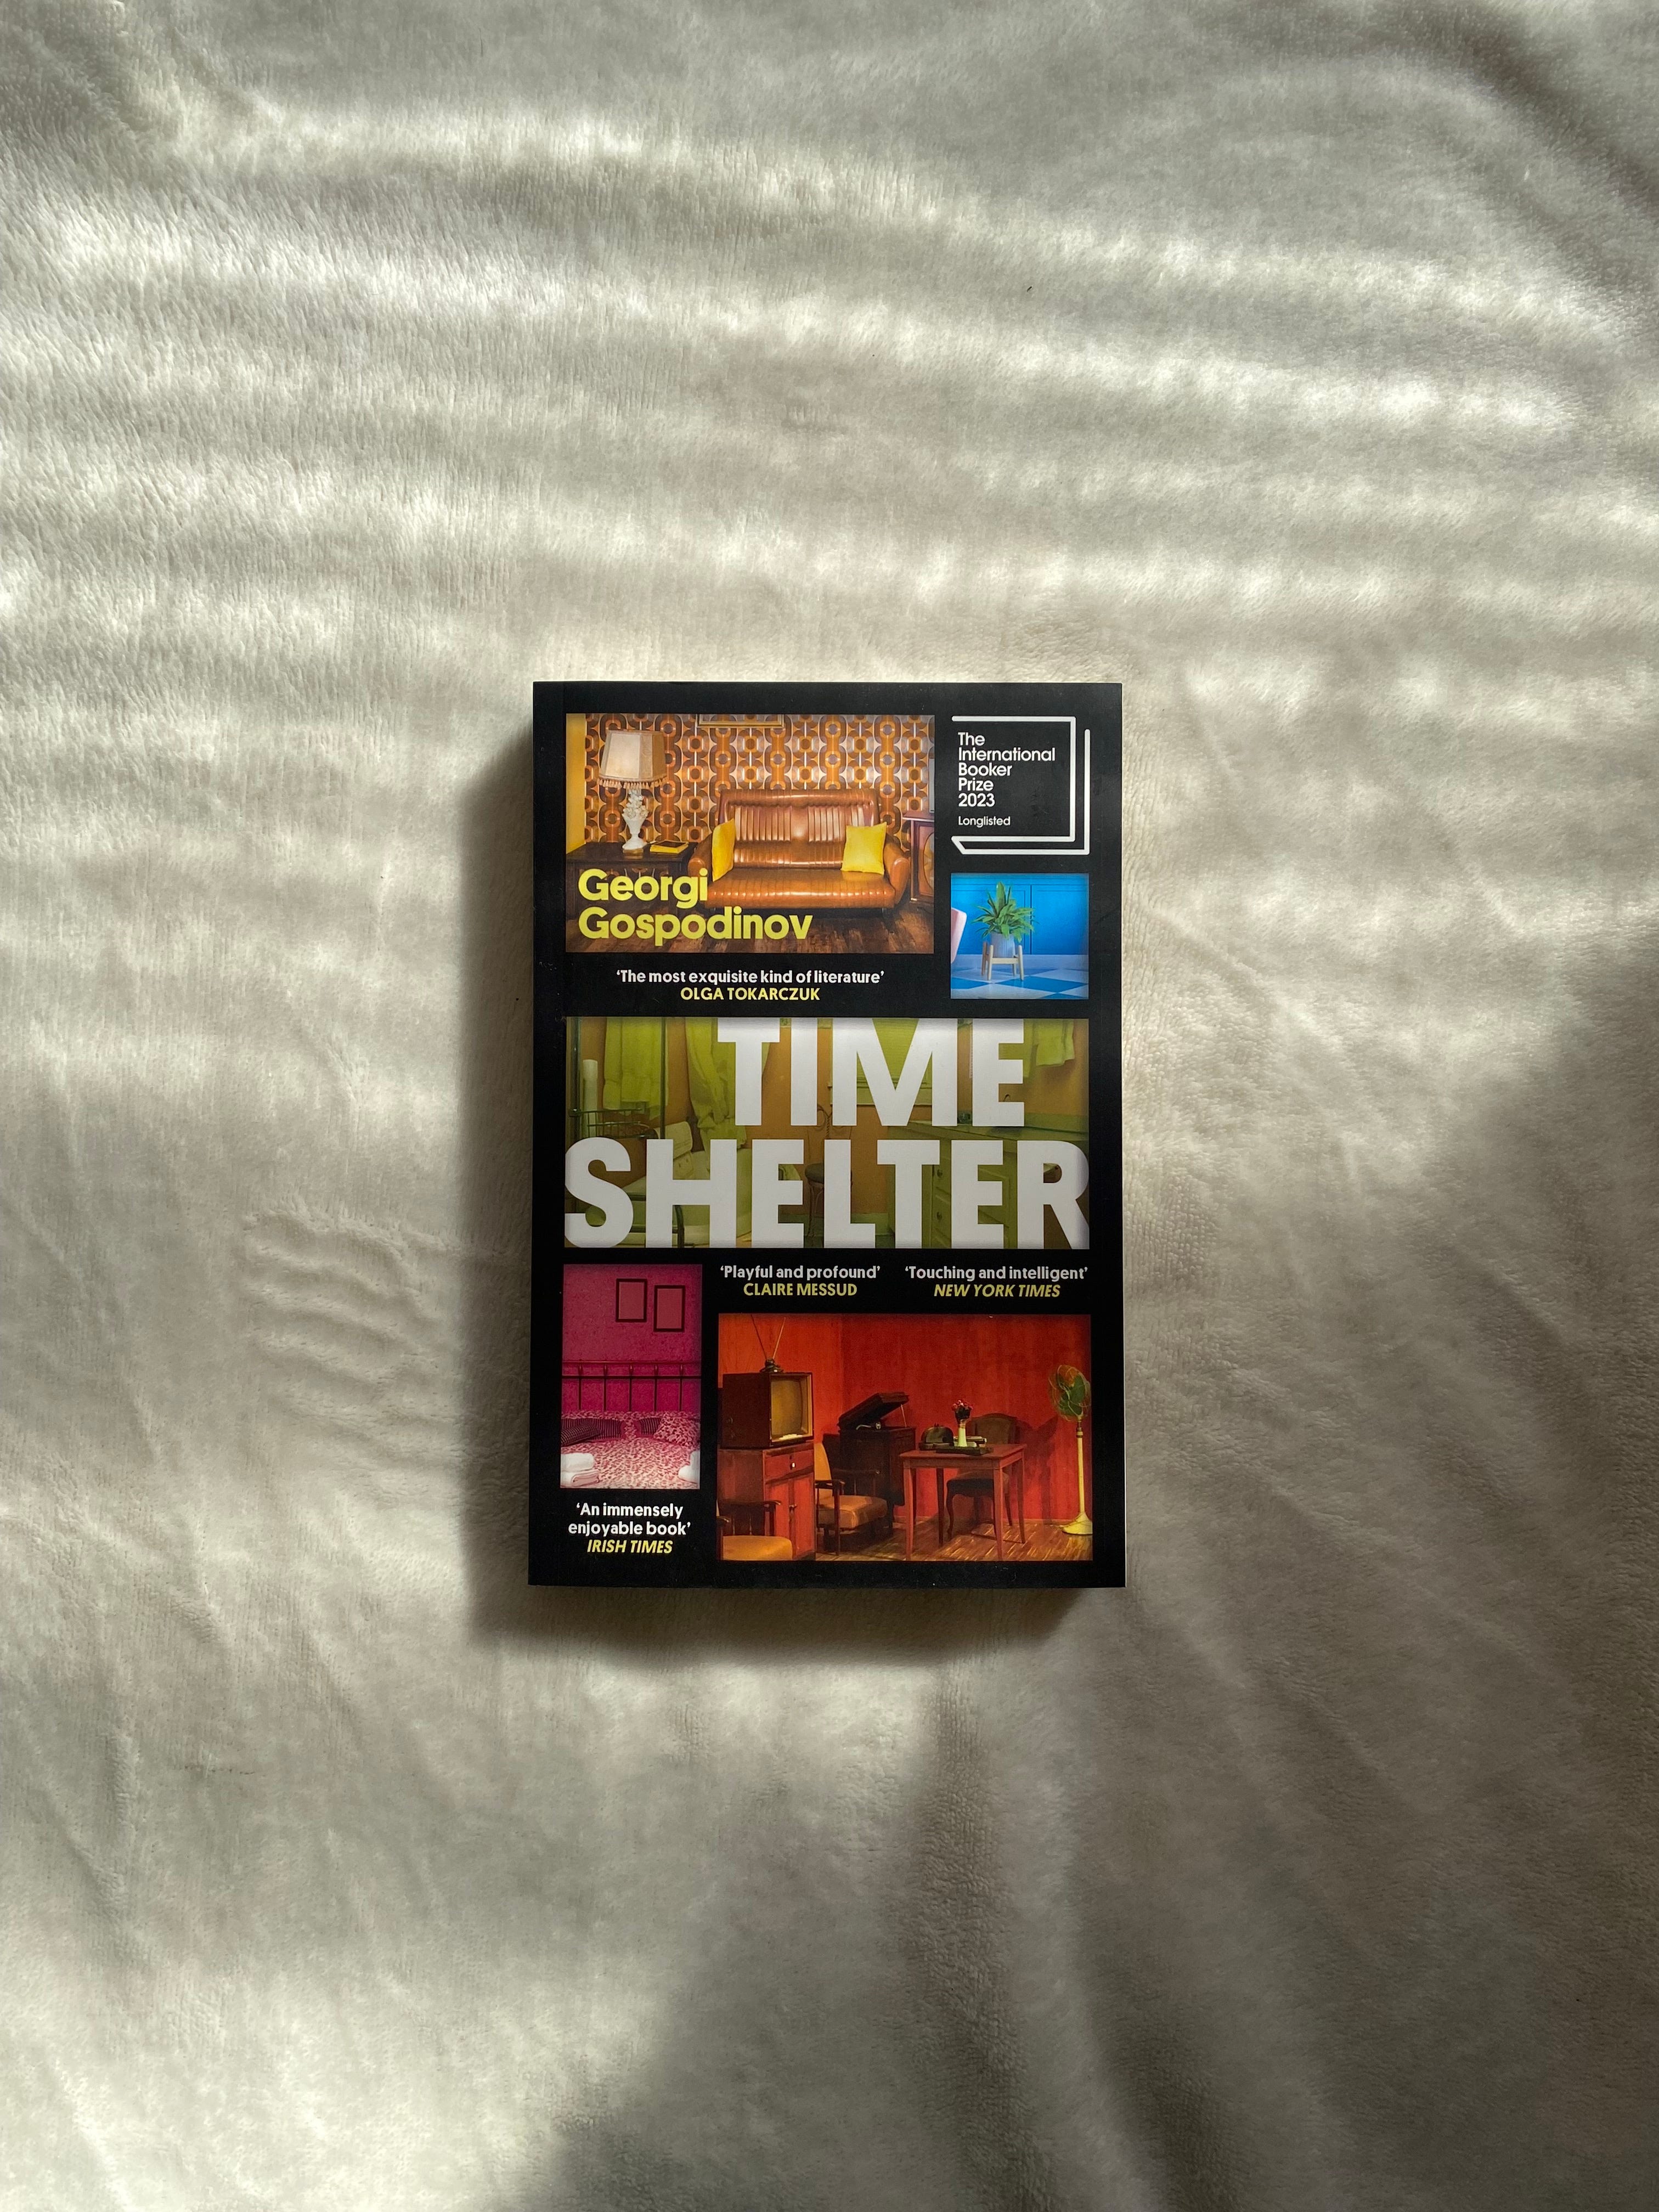 Georgi
Gospodinov
The
International
Booker
Prize
2023
Longlisted
‘The most exquisite kind of literature’
OLGA TOKARCZUK
TIME
SHELTER
‘Playful and profound’
CLAIRE MESSUD
‘Touching and intelligent’
NEW YORK TIMES
‘An immensely
enjoyable book’
IRISH TIMES